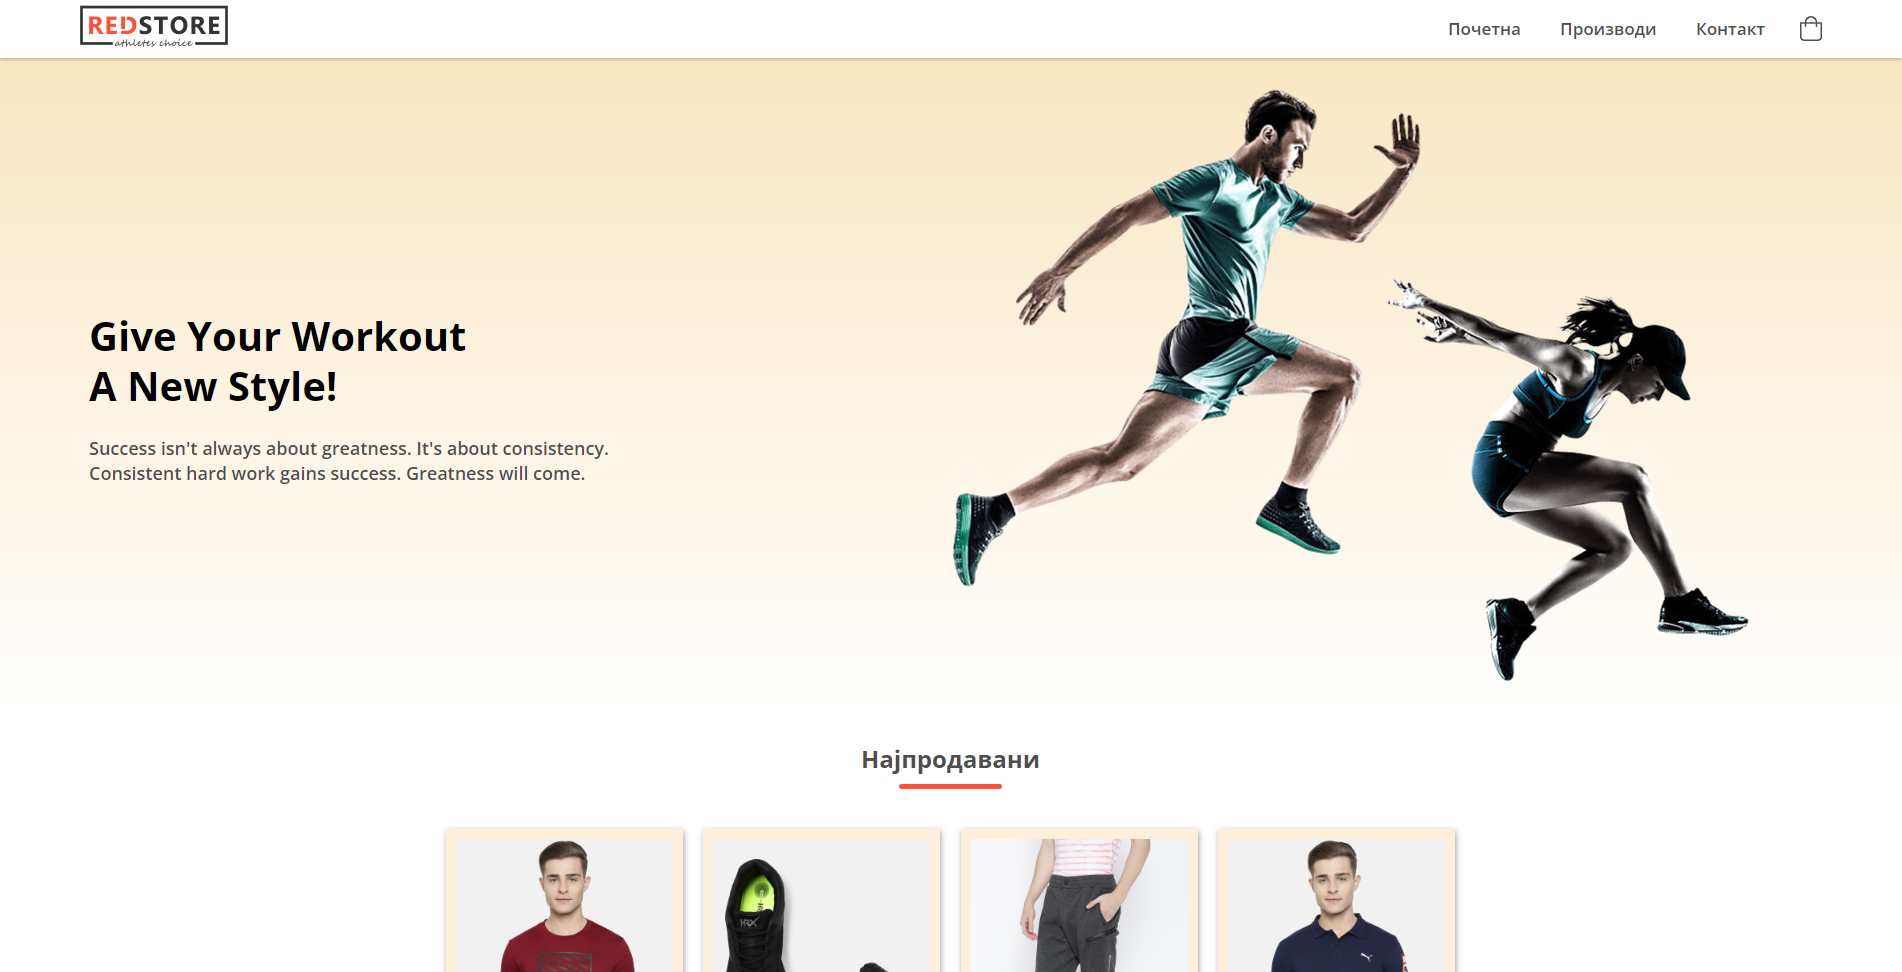 REDSTORE
athletes choice
Почетна
Производи
Контакт
Give Your Workout
A New Style!
Success isn't always about greatness. It's about consistency.
Consistent hard work gains success. Greatness will come.
Најпродавани
HRX